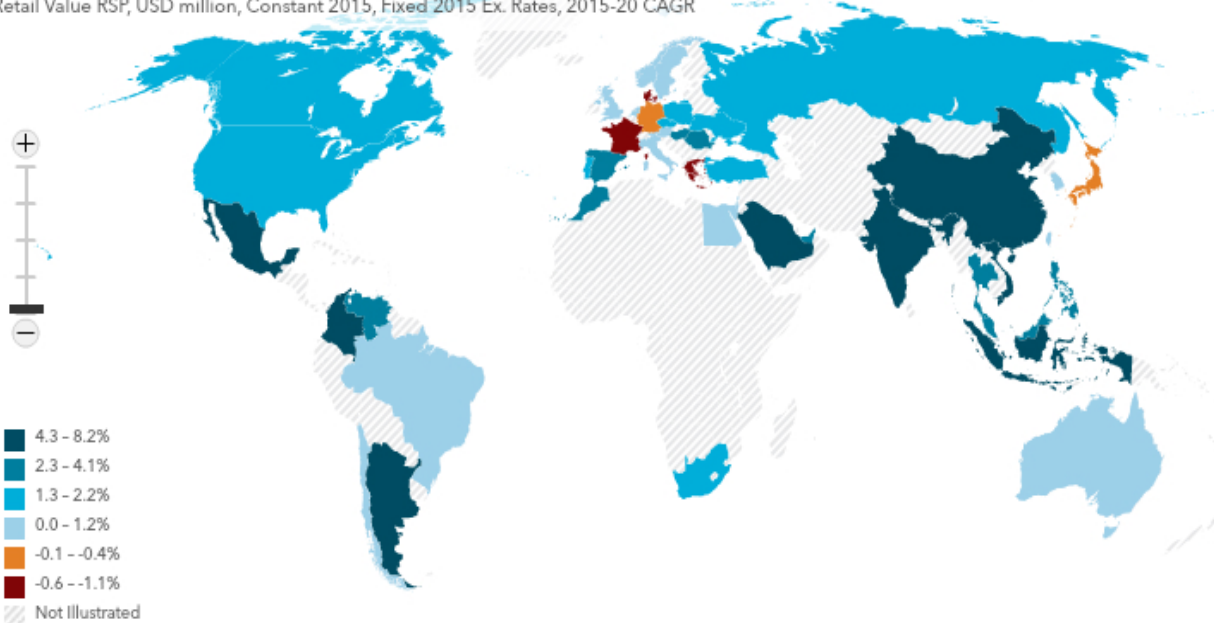 Retail Value RSP, USD million, Constant 2015, Fixed 2015 Ex. Rates, 2015-20 CAGR
+
−
4.3 – 8.2%
2.3 – 4.1%
1.3 – 2.2%
0.0 – 1.2%
-0.1 – -0.4%
-0.6 – -1.1%
Not Illustrated